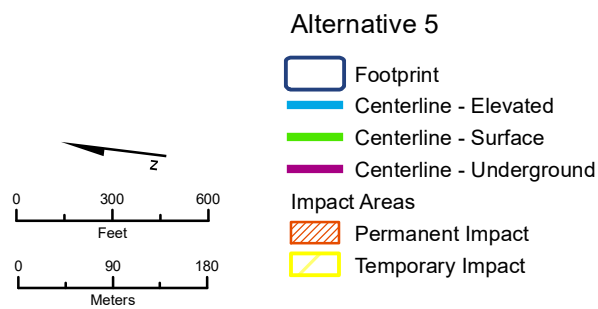 Alternative 5
Footprint
Centerline - Elevated
Centerline - Surface
Centerline - Underground
Impact Areas
Permanent Impact
Temporary Impact
N
0 300 600
Feet
0 90 180
Meters